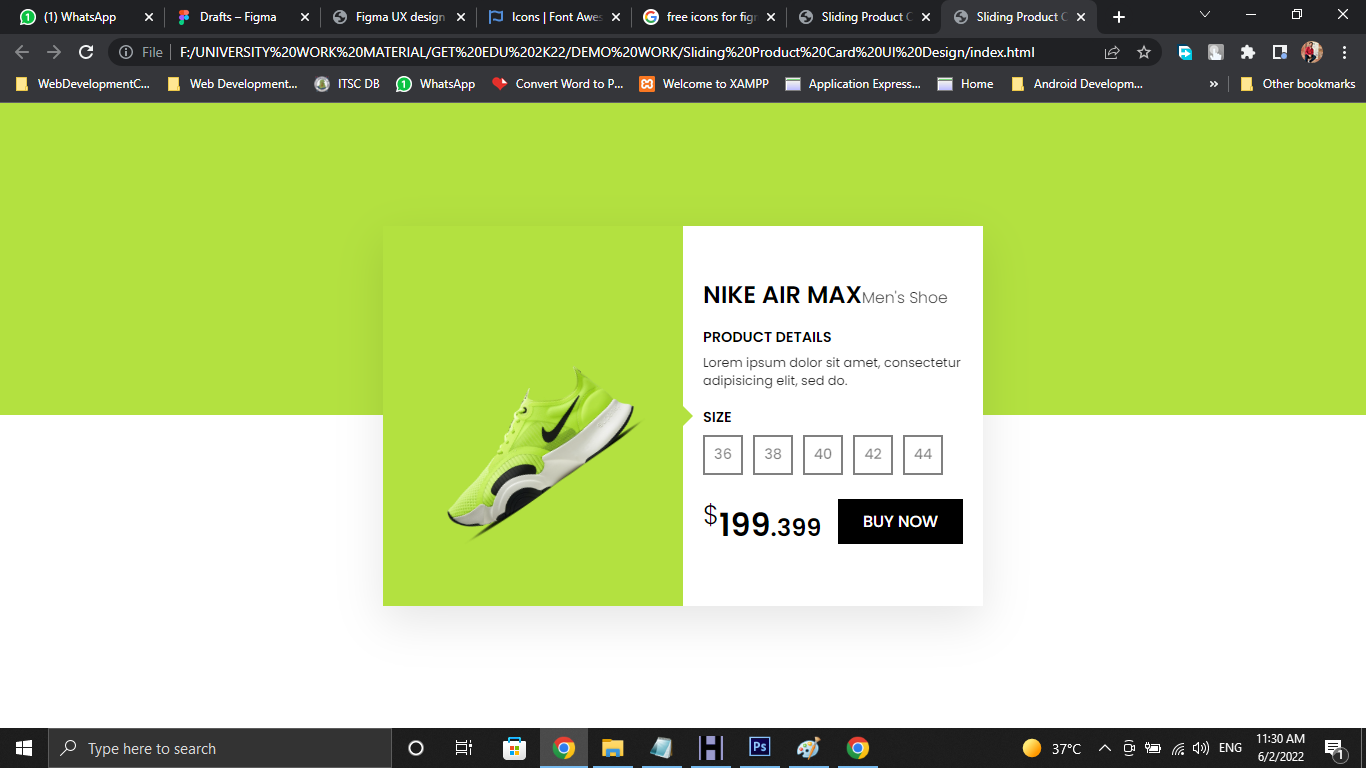 (1) WhatsApp
Drafts – Figma
Figma UX design
Icons | Font Awes
free icons for figm
Sliding Product C
Sliding Product C
File F:/UNIVERSITY%20WORK%20MATERIAL/GET%20EDU%202K22/DEMO%20WORK/Sliding%20Product%20Card%20UI%20Design/index.html
WebDevelopmentC...
Web Development...
ITSC DB
WhatsApp
Convert Word to P...
Welcome to XAMPP
Application Express...
Home
Android Developm...
»
Other bookmarks
NIKE AIR MAXMen's Shoe
PRODUCT DETAILS
Lorem ipsum dolor sit amet, consectetur
adipisicing elit, sed do.
SIZE
36 38 40 42 44
$199.399 BUY NOW
Type here to search
Ps
37°C
ENG
11:30 AM
6/2/2022
1